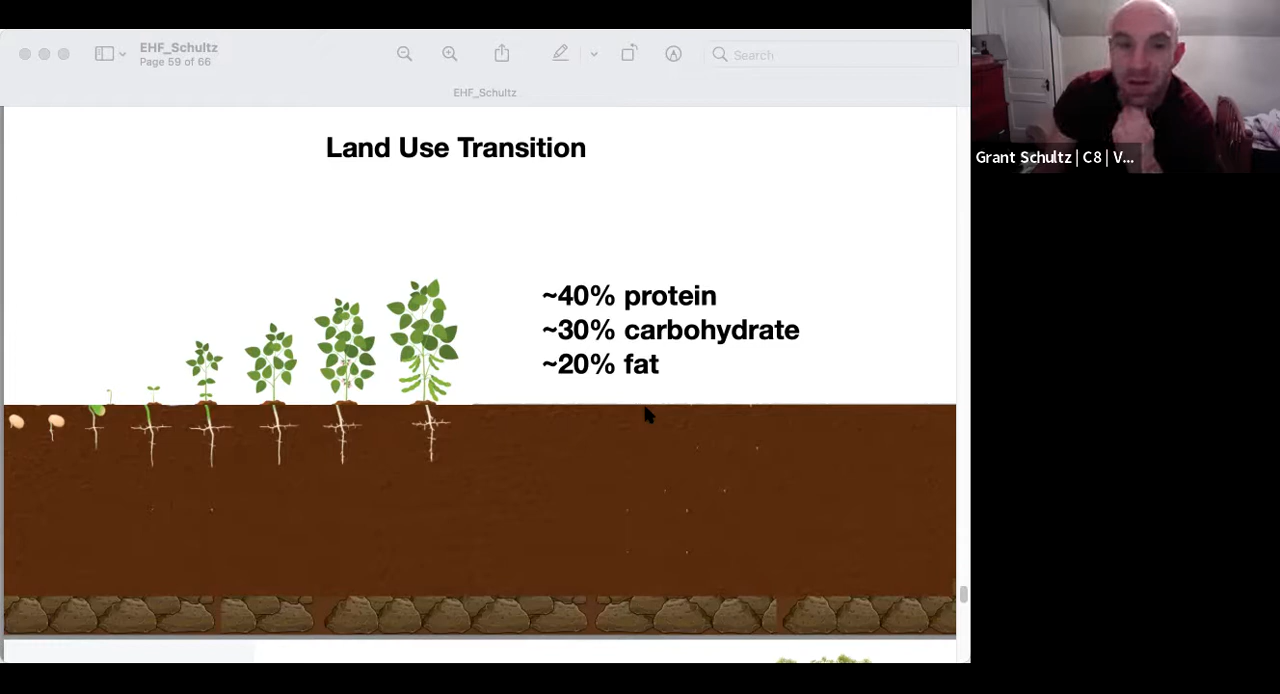 EHF_Schultz
Page 59 of 66
Search
EHF_Schultz
Land Use Transition
~40% protein
~30% carbohydrate
~20% fat
Grant Schultz | C8 | V...